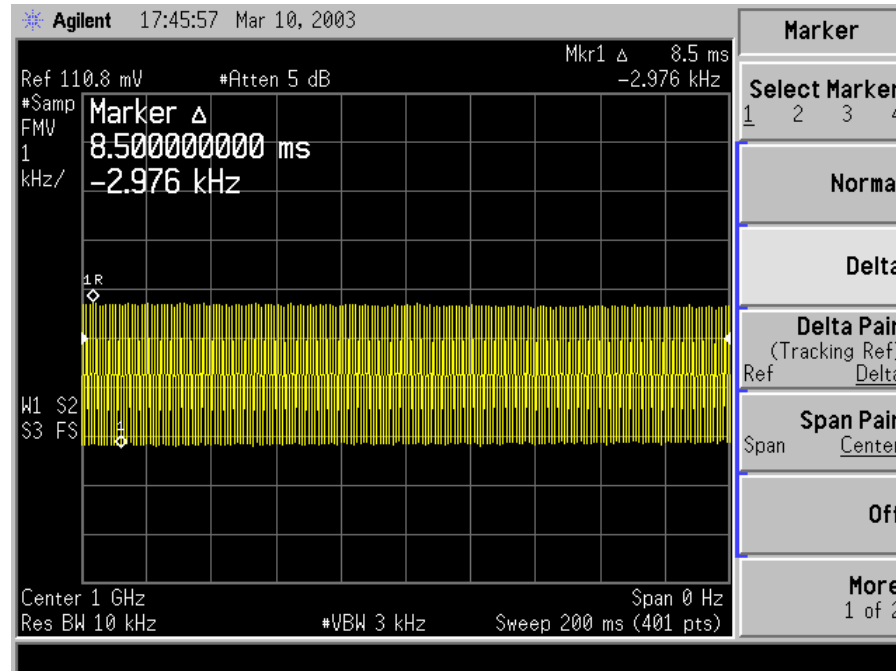 Agilent 17:45:57 Mar 10, 2003
Mkr1 Δ 8.5 ms
Ref 110.8 mV #Atten 5 dB -2.976 kHz
#Samp
FMV
1
kHz/
Marker Δ
8.500000000 ms
-2.976 kHz
1R
1
W1 S2
S3 FS
Center 1 GHz Span 0 Hz
Res BW 10 kHz #VBW 3 kHz Sweep 200 ms (401 pts)
Marker
Select Marker
1 2 3 4
Norma
Delta
Delta Pair
(Tracking Ref)
Ref Delta
Span Pair
Span Center
Off
More
1 of 2